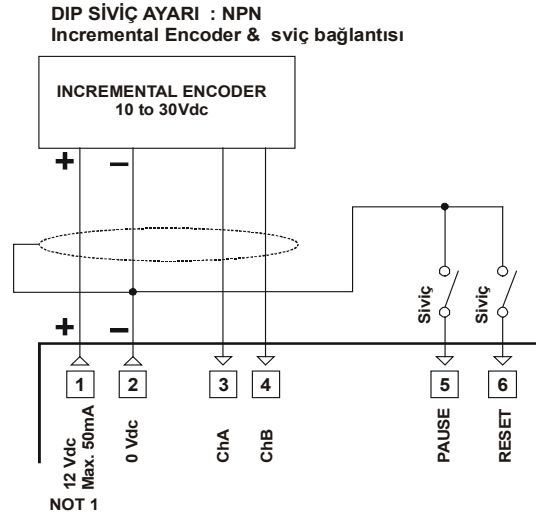 DIP SİVİÇ AYARI : NPN
Incremental Encoder & sviç bağlantısı
INCREMENTAL ENCODER
10 to 30Vdc
+ −
Siviç Siviç
+ −
1 2 3 4 5 6
12 Vdc
Max. 50mA
0 Vdc
ChA
ChB
PAUSE
RESET
NOT 1